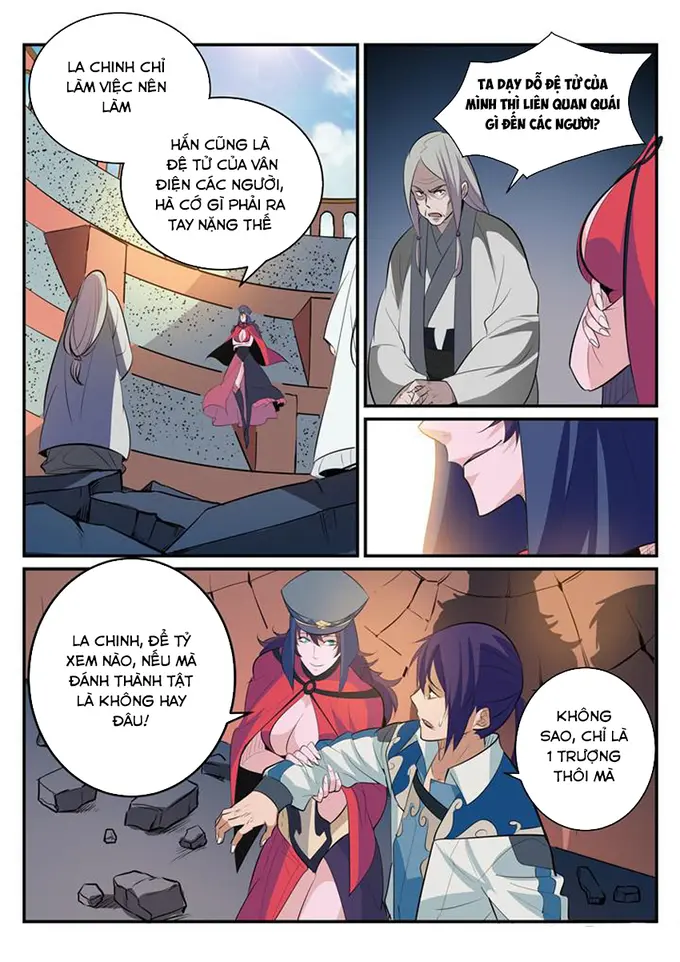 LA CHINH CHỈ
LÀM VIỆC NÊN
LÀM
HẮN CŨNG LÀ
ĐỆ TỬ CỦA VÂN
ĐIỆN CÁC NGƯỜI,
HÀ CỚ GÌ PHẢI RA
TAY NẶNG THẾ
TA DẠY DỖ ĐỆ TỬ CỦA
MÌNH THÌ LIÊN QUAN QUÁI
GÌ ĐẾN CÁC NGƯƠI?
LA CHINH, ĐỂ TỶ
XEM NÀO, NẾU MÀ
ĐÁNH THÀNH TẬT
LÀ KHÔNG HAY
ĐÂU!
KHÔNG
SAO, CHỈ LÀ
1 TRƯỢNG
THÔI MÀ